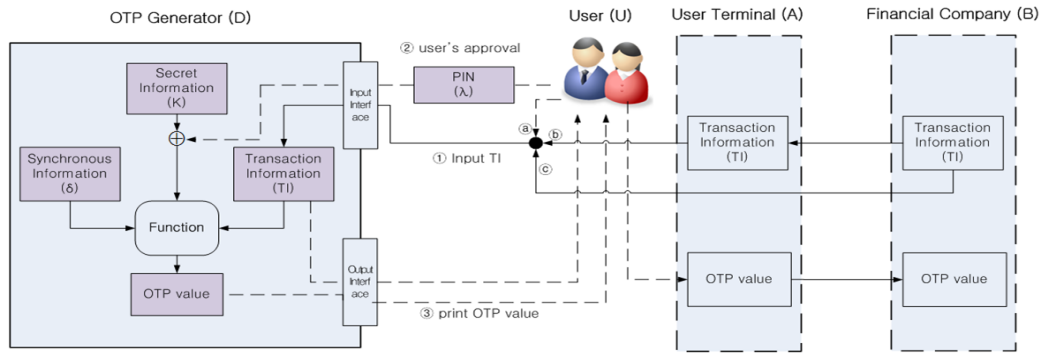 OTP Generator (D)
User (U)
User Terminal (A)
Financial Company (B)
② user's approval
Secret
Information
(K)
PIN
(λ)
Input
Interf
ace
ⓐ
ⓑ
ⓒ
① Input TI
Synchronous
Information
(δ)
Transaction
Information
(TI)
Transaction
Information
(TI)
Transaction
Information
(TI)
Function
Output
Interf
ace
OTP value
③ print OTP value
OTP value
OTP value